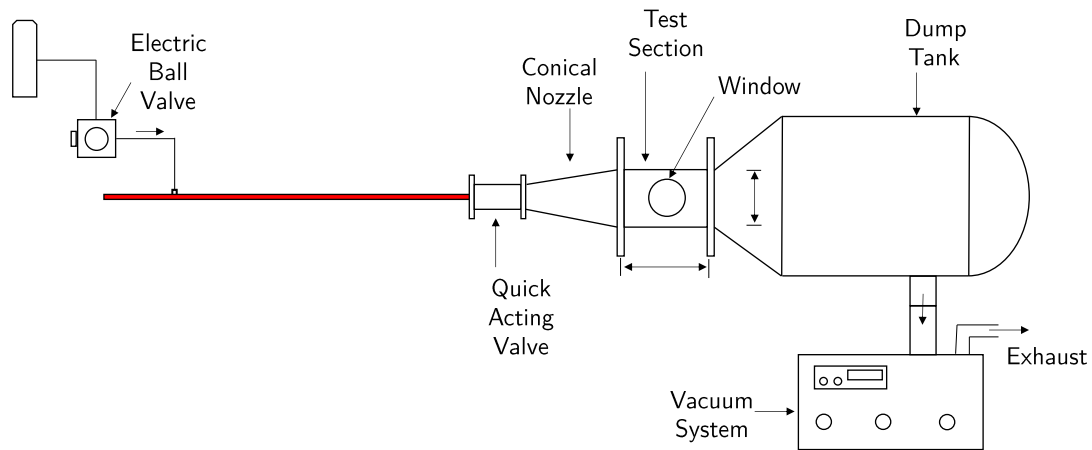 Electric
Ball
Valve
Conical
Nozzle
Test
Section
Window
Dump
Tank
Quick
Acting
Valve
Exhaust
Vacuum
System